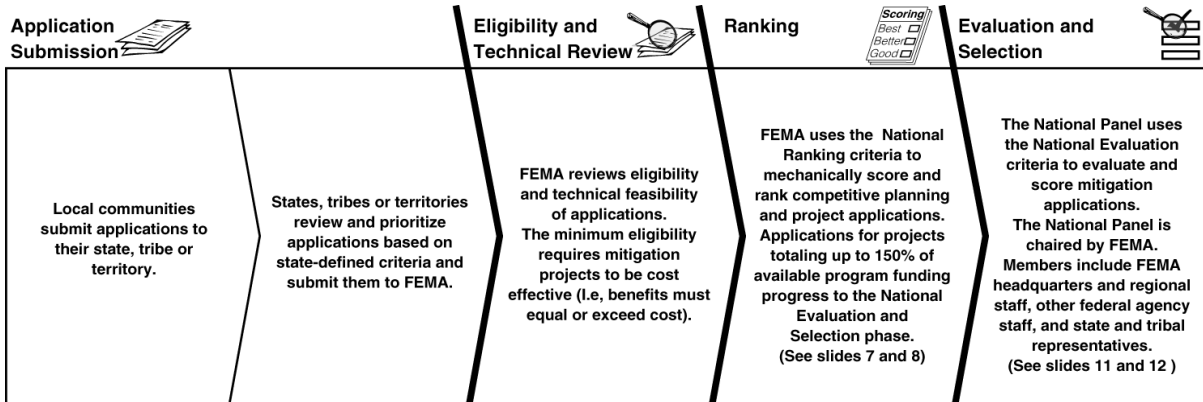 Application
Submission
Eligibility and
Technical Review
Ranking
Scoring
Best
Better
Good
Evaluation and
Selection
Local communities
submit applications to
their state, tribe or
territory.
States, tribes or territories
review and prioritize
applications based on
state-defined criteria and
submit them to FEMA.
FEMA reviews eligibility
and technical feasibility
of applications.
The minimum eligibility
requires mitigation
projects to be cost
effective (I.e, benefits must
equal or exceed cost).
FEMA uses the National
Ranking criteria to
mechanically score and
rank competitive planning
and project applications.
Applications for projects
totaling up to 150% of
available program funding
progress to the National
Evaluation and
Selection phase.
(See slides 7 and 8)
The National Panel uses
the National Evaluation
criteria to evaluate and
score mitigation
applications.
The National Panel is
chaired by FEMA.
Members include FEMA
headquarters and regional
staff, other federal agency
staff, and state and tribal
representatives.
(See slides 11 and 12 )